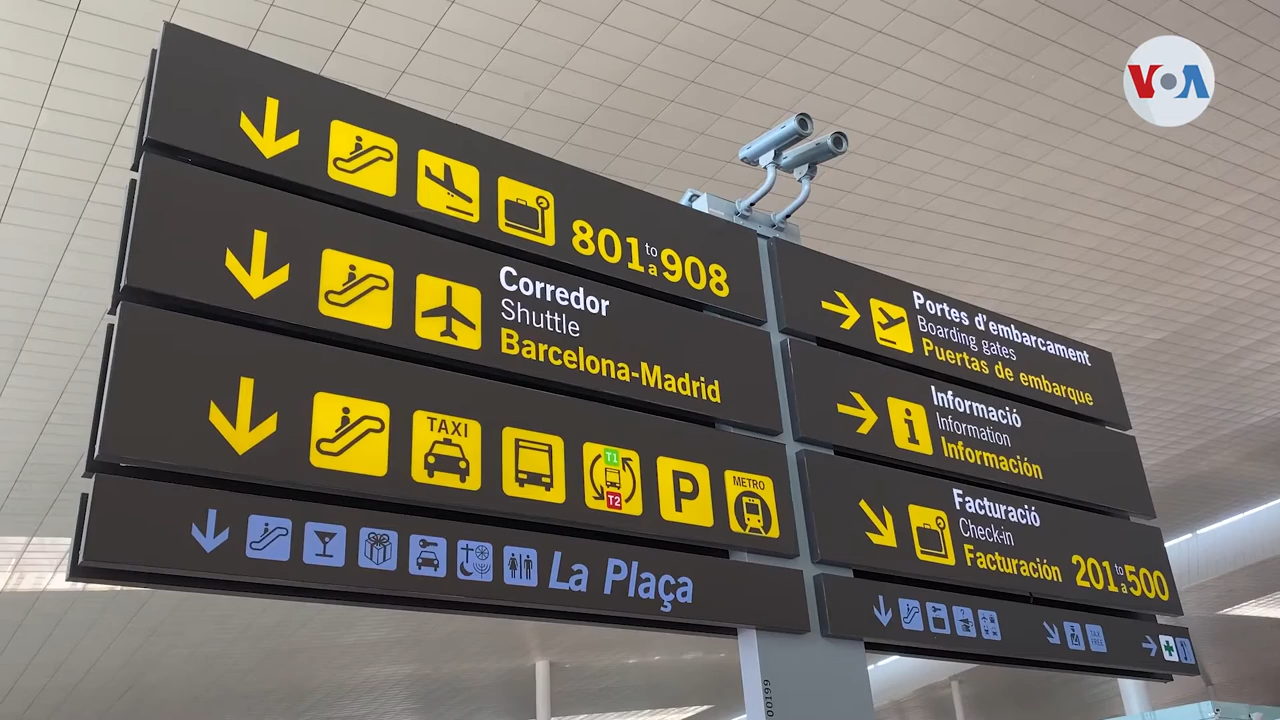 VOA
801 to a 908
Corredor
Shuttle
Barcelona-Madrid
TAXI
T1
T2
P
METRO
La Plaça
Portes d'embarcament
Boarding gates
Puertas de embarque
i
Informació
Information
Información
Facturació
Check-in
Facturación
201 to a 500
TAX
FREE
00199